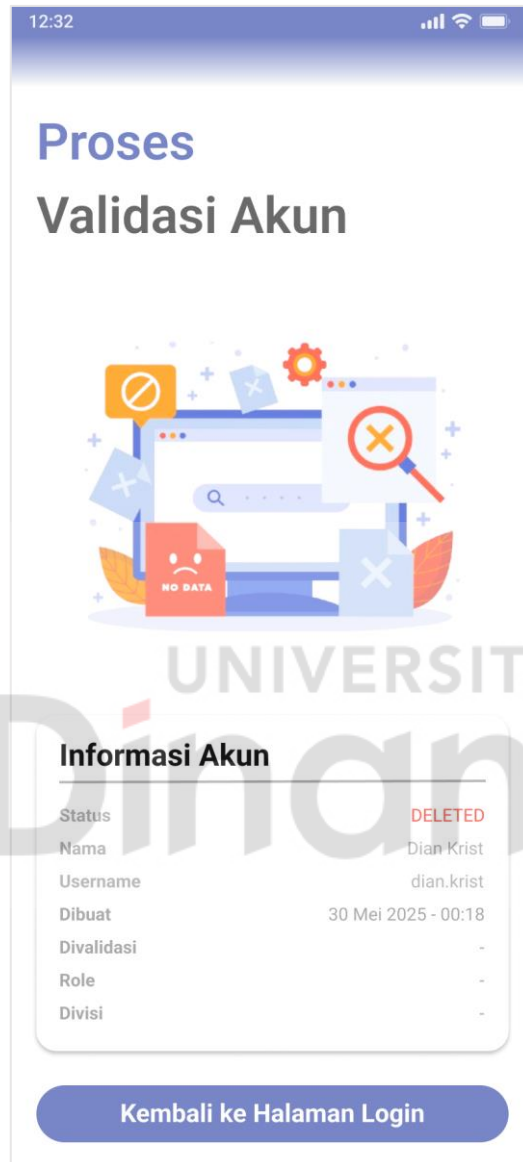 12:32
Proses
Validasi Akun
NO DATA
UNIVERSIT
Dinam
Informasi Akun
Status DELETED
Nama Dian Krist
Username dian.krist
Dibuat 30 Mei 2025 - 00:18
Divalidasi -
Role -
Divisi -
Kembali ke Halaman Login